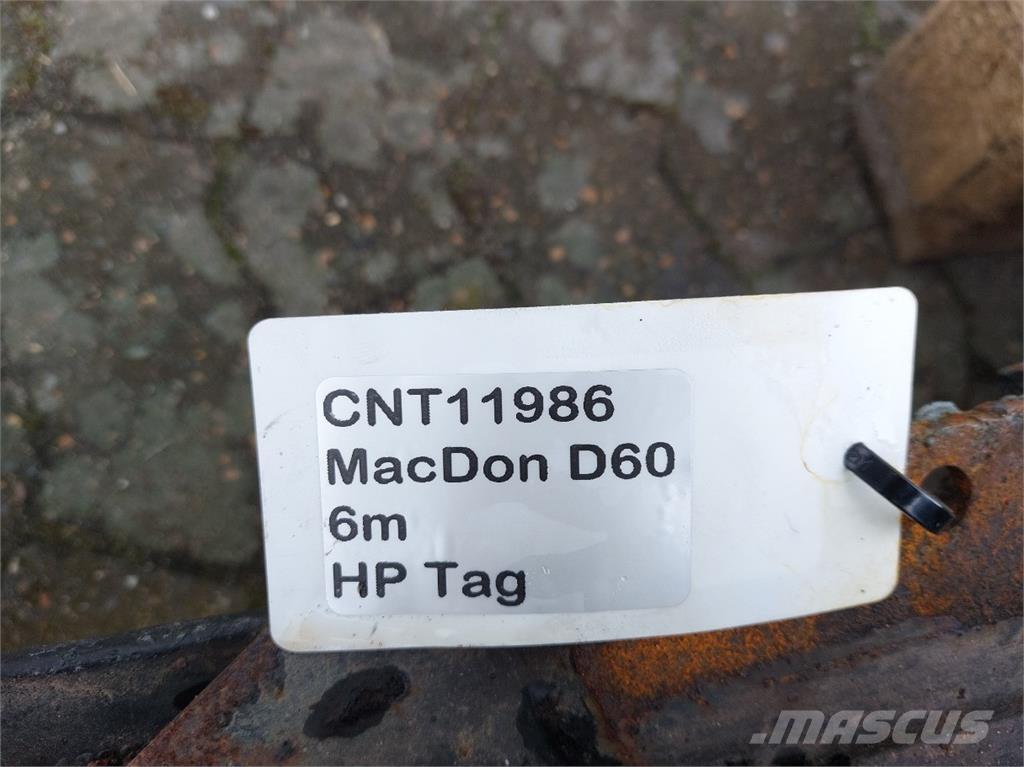 CNT11986
MacDon D60
6m
HP Tag
MASCUS